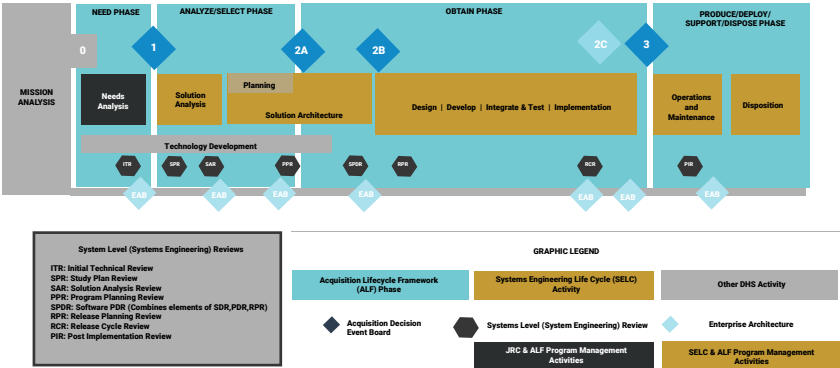 NEED PHASE
ANALYZE/SELECT PHASE
OBTAIN PHASE
PRODUCE/DEPLOY/
SUPPORT/DISPOSE PHASE
0
1
2A
2B
2C
3
MISSION
ANALYSIS
Needs
Analysis
Solution
Analysis
Planning
Solution Architecture
Design | Develop | Integrate & Test | Implementation
Operations
and
Maintenance
Disposition
Technology Development
ITR
SPR
SAR
PPR
SPDR
RPR
RCR
PIR
EAB
EAB
EAB
EAB
EAB
EAB
EAB
System Level (Systems Engineering) Reviews
ITR: Initial Technical Review
SPR: Study Plan Review
SAR: Solution Analysis Review
PPR: Program Planning Review
SPDR: Software PDR (Combines elements of SDR,PDR,RPR)
RPR: Release Planning Review
RCR: Release Cycle Review
PIR: Post Implementation Review
GRAPHIC LEGEND
Acquisition Lifecycle Framework
(ALF) Phase
Systems Engineering Life Cycle (SELC)
Activity
Other DHS Activity
Acquisition Decision
Event Board
Systems Level (System Engineering) Review
Enterprise Architecture
JRC & ALF Program Management
Activities
SELC & ALF Program Management
Activities